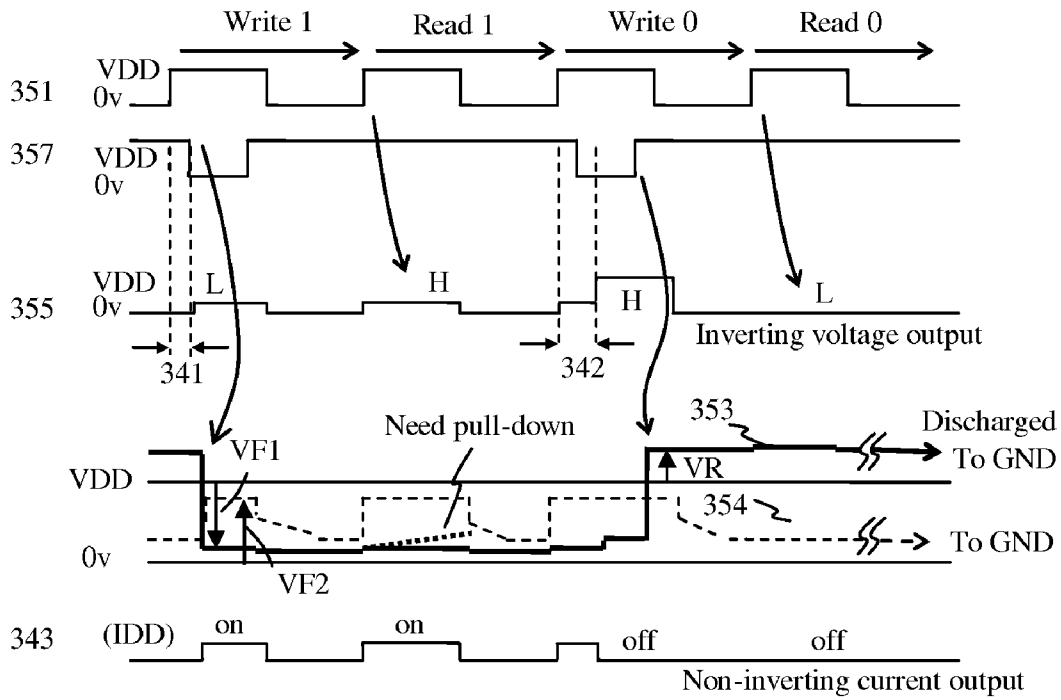 Write 1 Read 1 Write 0 Read 0
351 VDD
0v
357 VDD
0v
355 VDD
0v
L H H L
Inverting voltage output
341 342
Need pull-down
353 Discharged
To GND
VF1 VR
VDD
354
0v To GND
VF2
343 (IDD) on on off off
Non-inverting current output